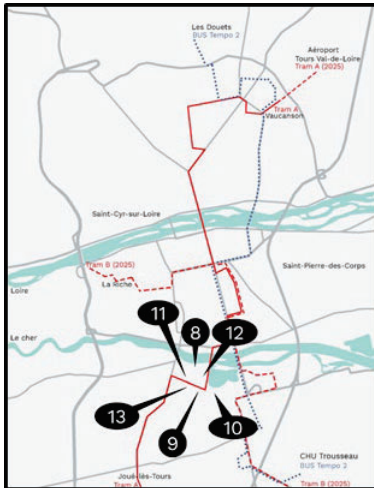 Les Douets
BUS Tempo 2
Aéroport
Tours Val-de-Loire
Tram A (2025)
Tram A
Vaucanson
Saint-Cyr-sur-Loire
Tram B (2025)
Saint-Pierre-des-Corps
La Riche
Loire
11
8
12
Le cher
13
9
10
CHU Trousseau
BUS Tempo 2
Joué-lès-Tours
Tram A
Tram B (2025)